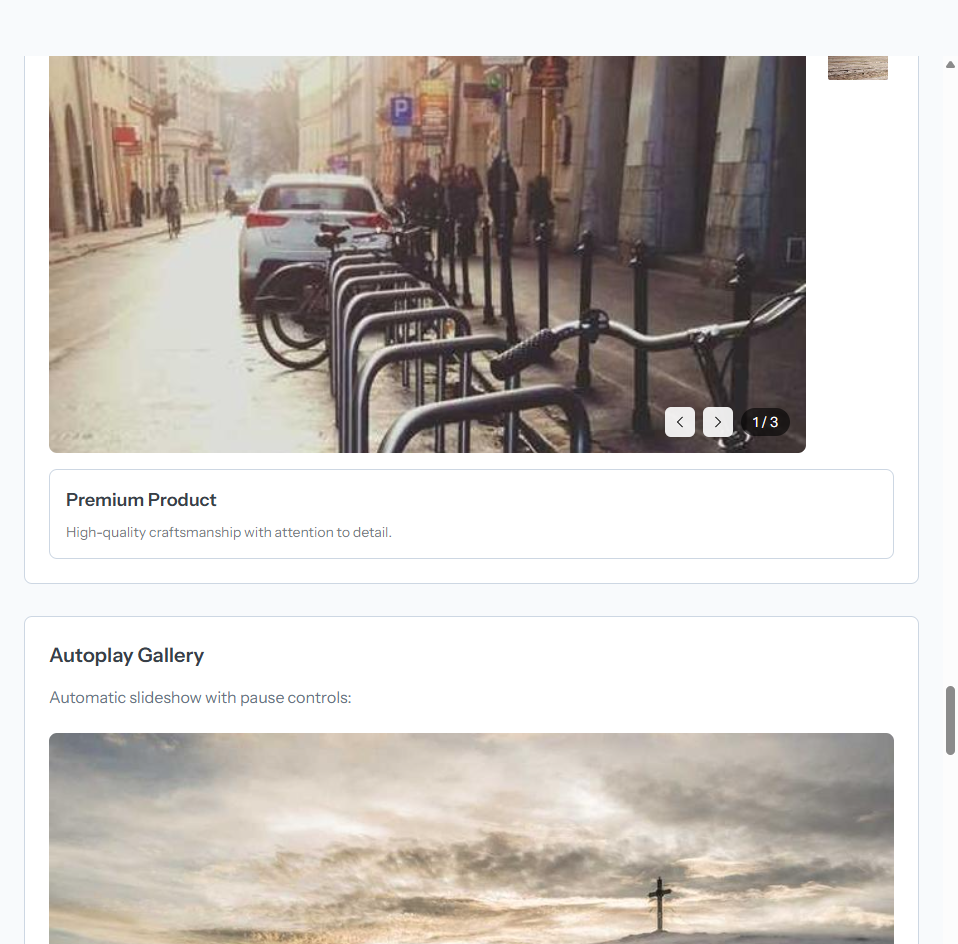 P
1 / 3
Premium Product
High-quality craftsmanship with attention to detail.
Autoplay Gallery
Automatic slideshow with pause controls: